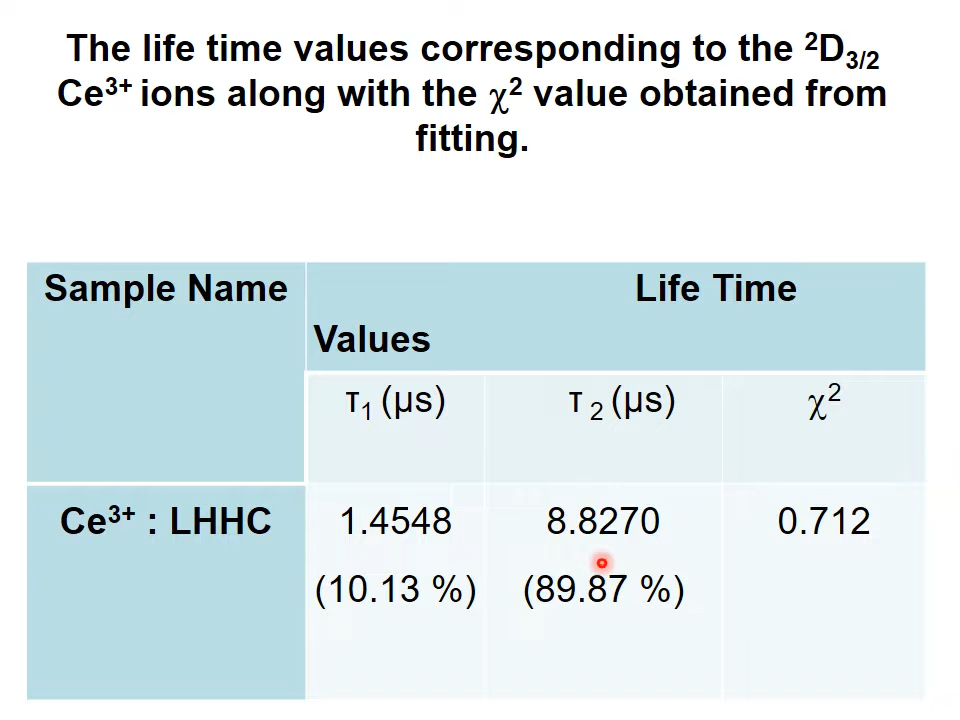 The life time values corresponding to the ²D₃/₂
Ce³⁺ ions along with the χ² value obtained from
fitting.
Sample Name
Life Time
Values
τ₁ (μs)
τ ₂ (μs)
χ²
Ce³⁺ : LHHC
1.4548
8.8270
0.712
(10.13 %)
(89.87 %)